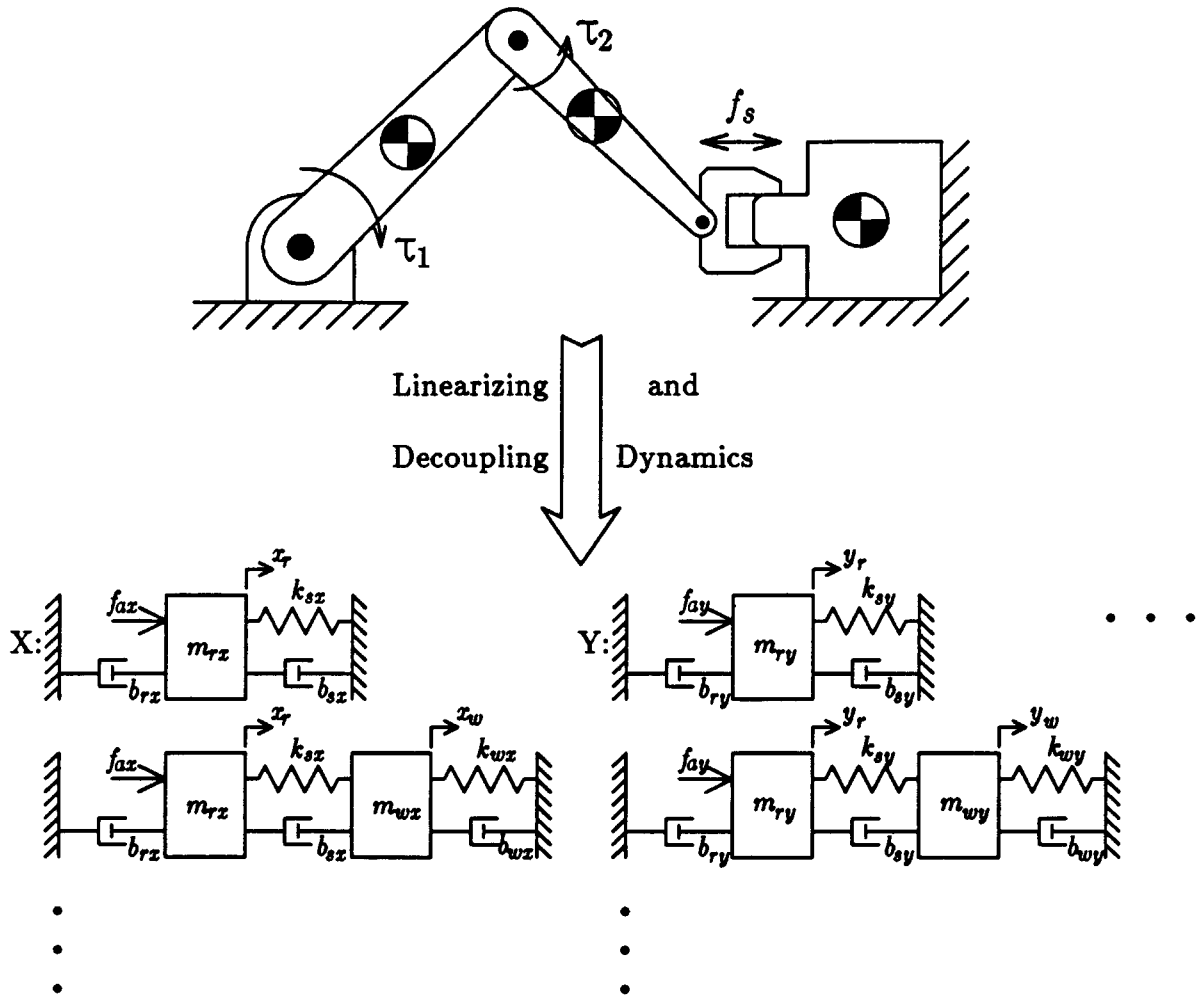 τ2
fs
τ1
Linearizing and
Decoupling Dynamics
xr yr
fax ksx fay ksy
X: mrx Y: mry
brx bsx bry bsy
xr xw yr yw
fax ksx kwx fay ksy kwy
mrx mwx mry mwy
brx bsx bwx bry bsy bwy